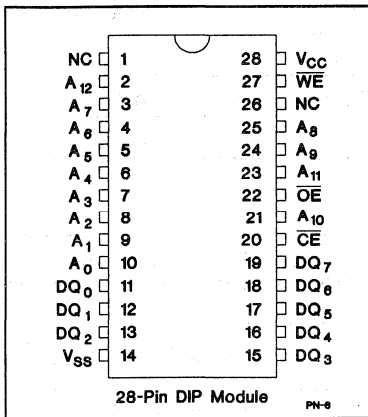 NC 1 28 VCC
A12 2 27 WE
A7 3 26 NC
A6 4 25 A8
A5 5 24 A9
A4 6 23 A11
A3 7 22 OE
A2 8 21 A10
A1 9 20 CE
A0 10 19 DQ7
DQ0 11 18 DQ6
DQ1 12 17 DQ5
DQ2 13 16 DQ4
VSS 14 15 DQ3
28-Pin DIP Module
PN-6